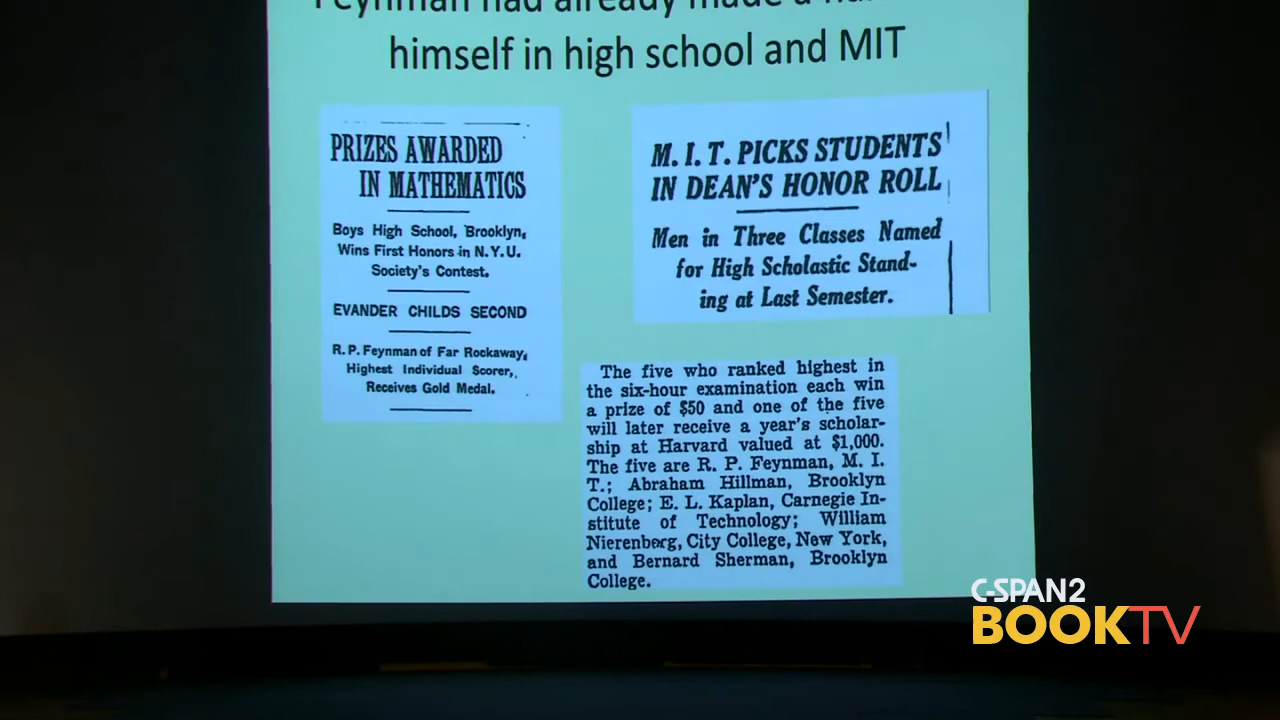 Feynman had already made a
himself in high school and MIT
PRIZES AWARDED
IN MATHEMATICS
Boys High School, Brooklyn,
Wins First Honors in N.Y.U.
Society's Contest.
EVANDER CHILDS SECOND
R. P. Feynman of Far Rockaway,
Highest Individual Scorer,
Receives Gold Medal.
M. I. T. PICKS STUDENTS
IN DEAN'S HONOR ROLL
Men in Three Classes Named
for High Scholastic Stand-
ing at Last Semester.
The five who ranked highest in
the six-hour examination each win
a prize of $50 and one of the five
will later receive a year's scholar-
ship at Harvard valued at $1,000.
The five are R. P. Feynman, M. I.
T.; Abraham Hillman, Brooklyn
College; E. L. Kaplan, Carnegie In-
stitute of Technology; William
Nierenberg, City College, New York,
and Bernard Sherman, Brooklyn
College.
C-SPAN2
BOOKTV